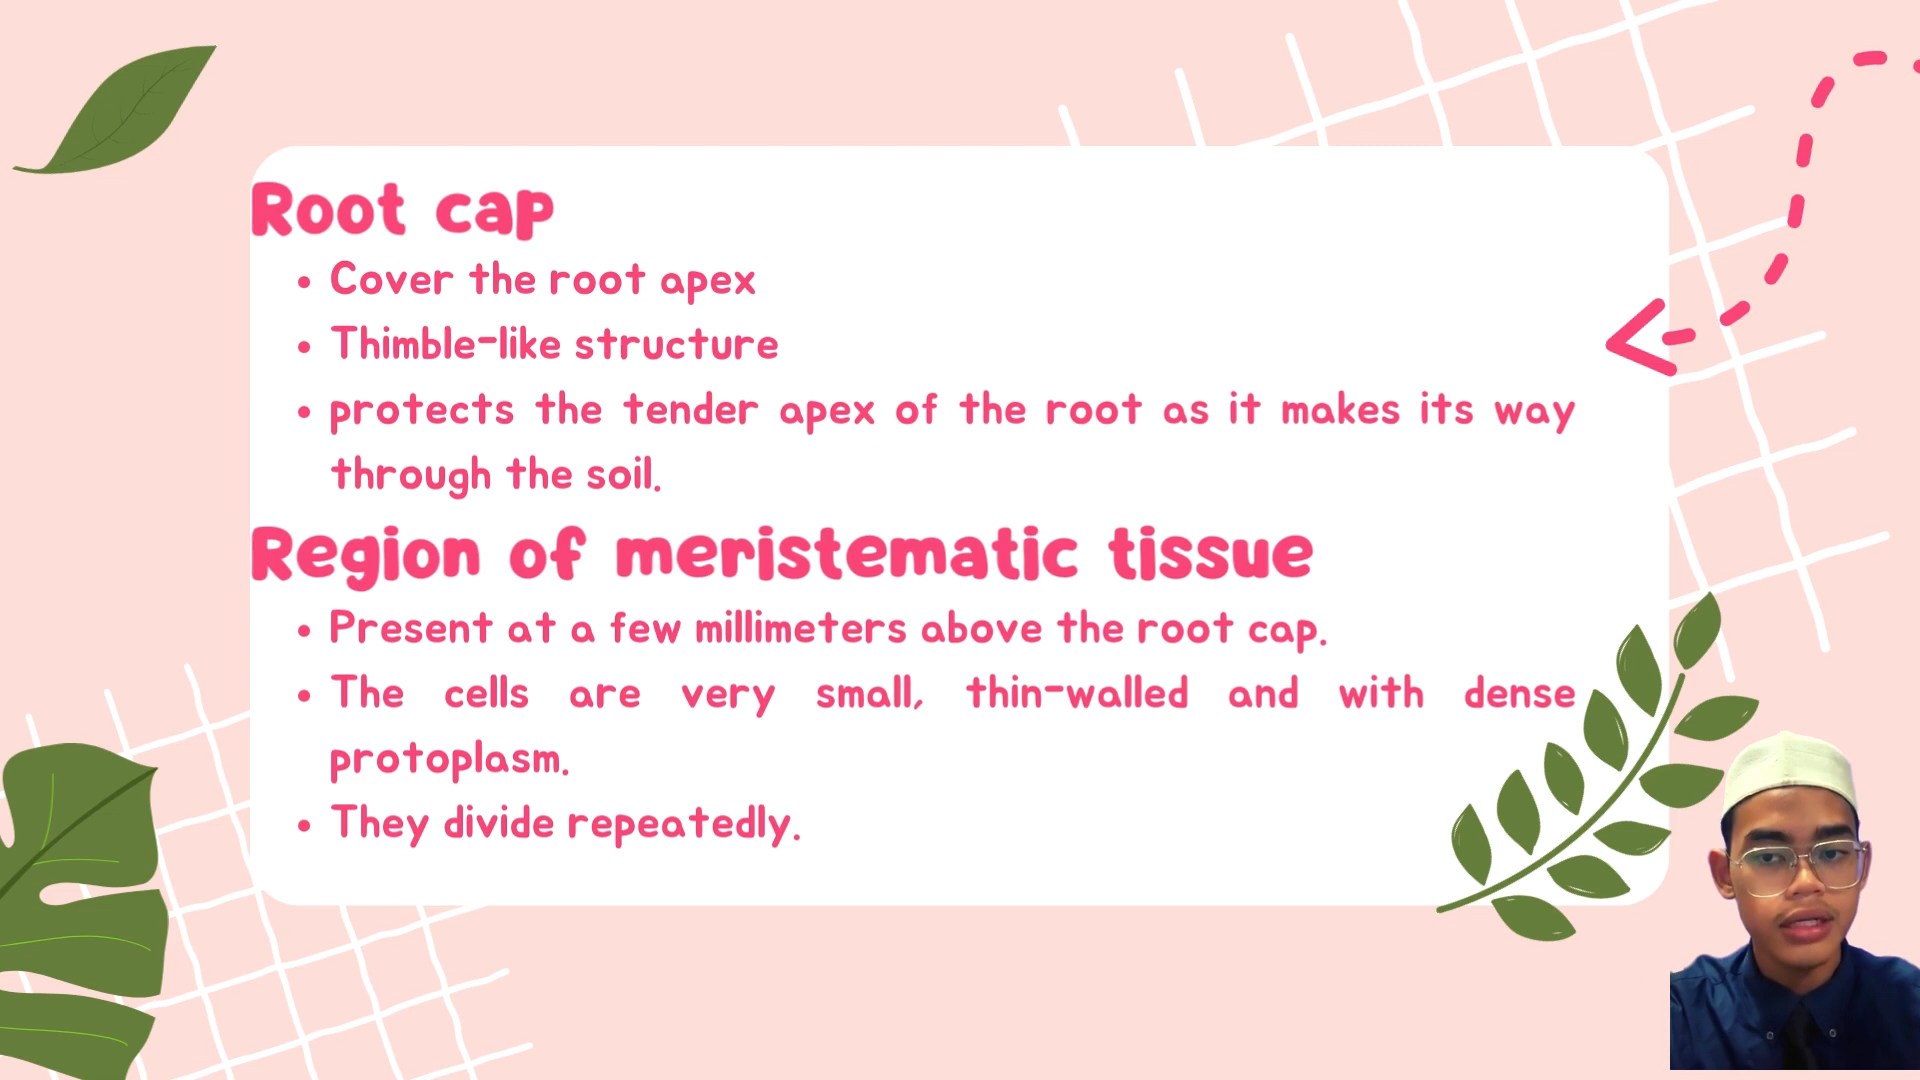 Root cap
• Cover the root apex
• Thimble-like structure
• protects the tender apex of the root as it makes its way
through the soil.
Region of meristematic tissue
• Present at a few millimeters above the root cap.
• The cells are very small, thin-walled and with dense
protoplasm.
• They divide repeatedly.